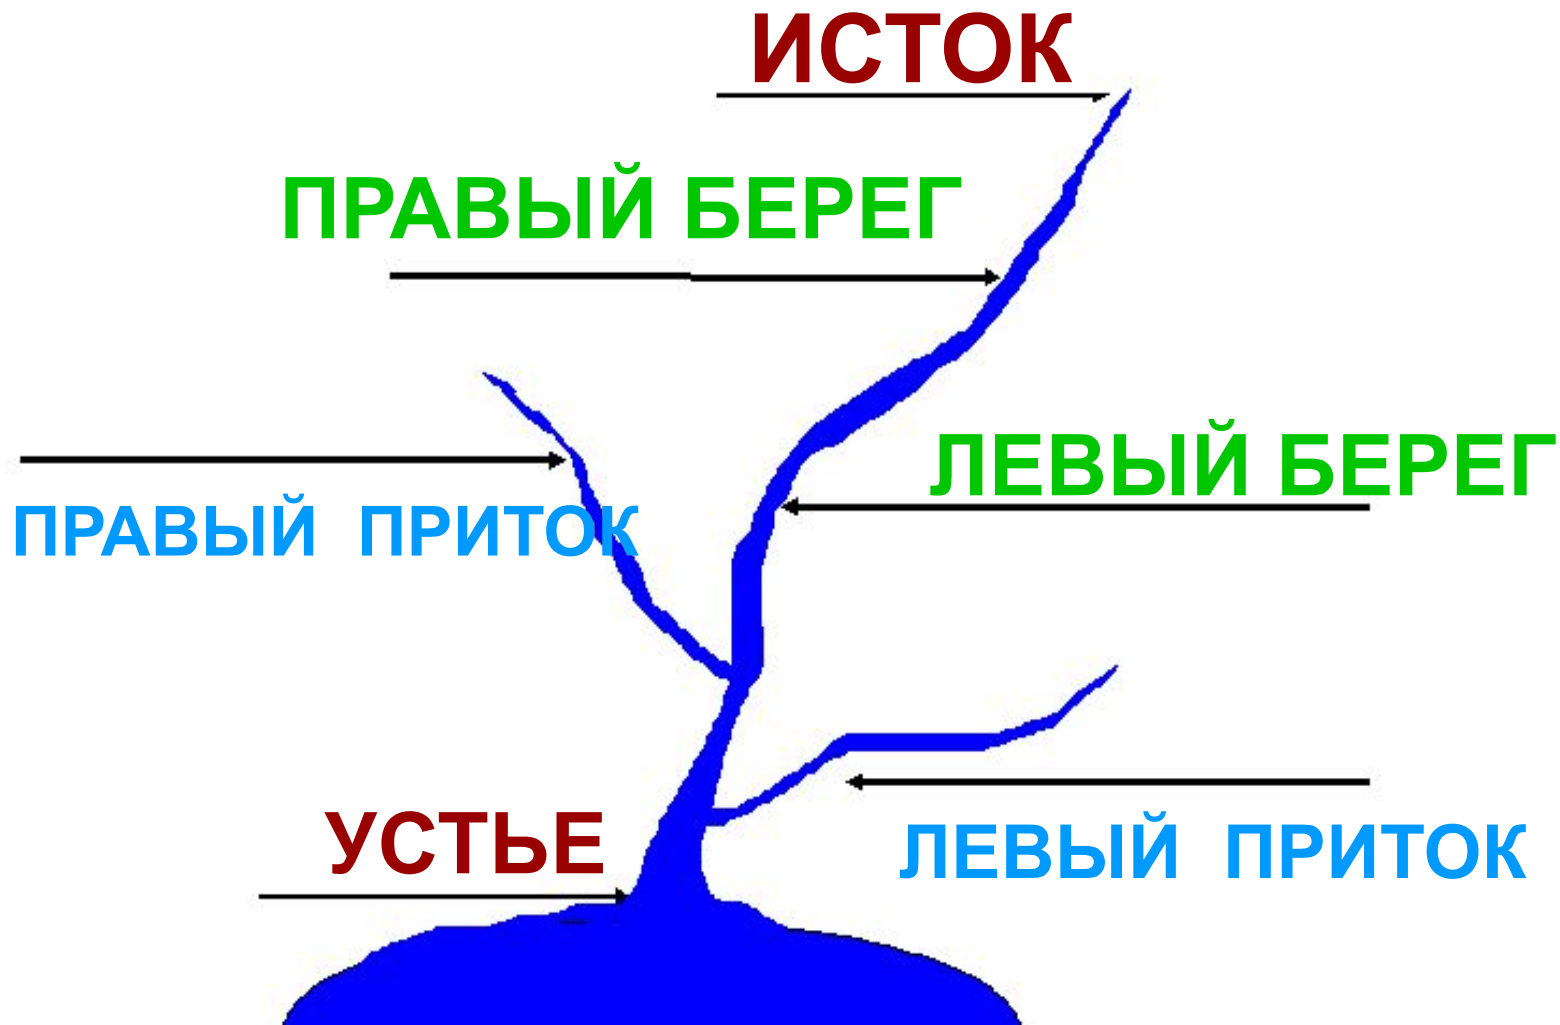 ИСТОК
ПРАВЫЙ БЕРЕГ
ЛЕВЫЙ БЕРЕГ
ПРАВЫЙ ПРИТОК
УСТЬЕ
ЛЕВЫЙ ПРИТОК